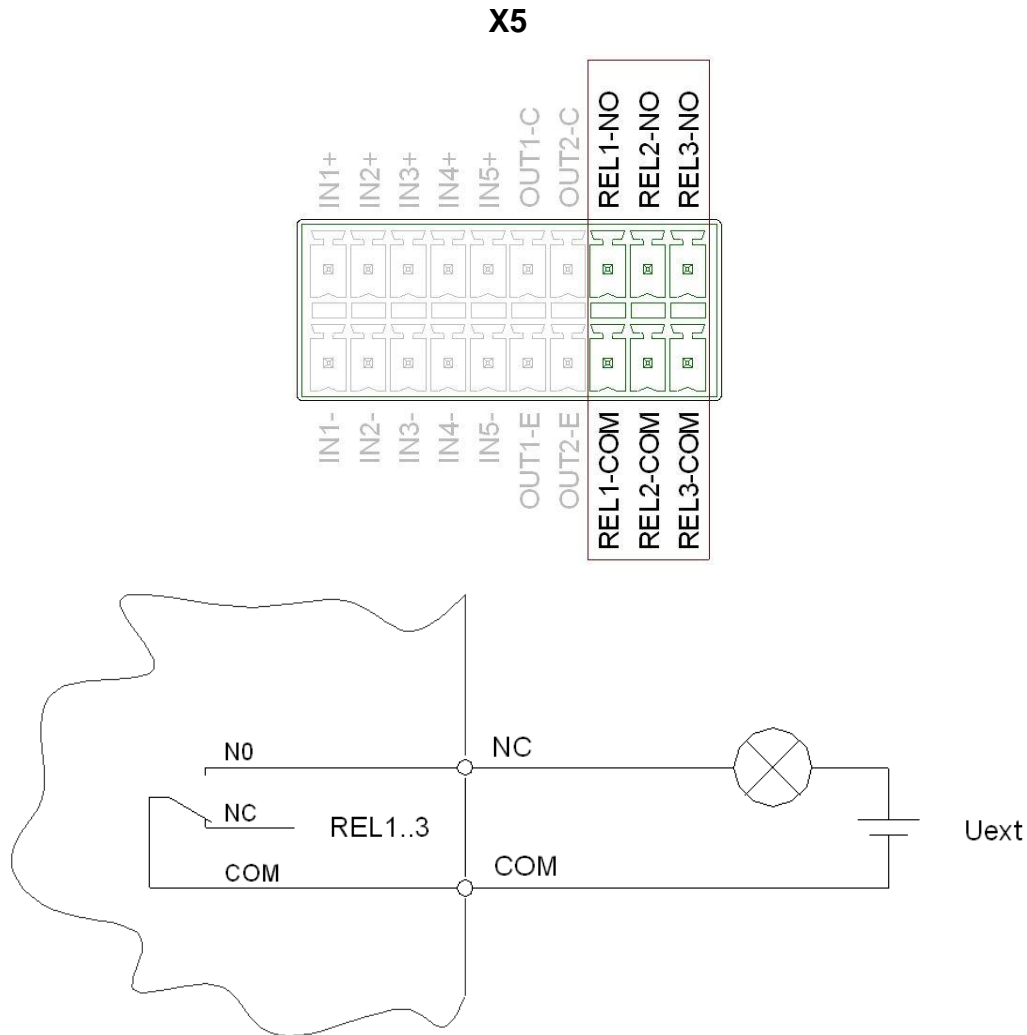 X5
IN1+
IN2+
IN3+
IN4+
IN5+
OUT1-C
OUT2-C
REL1-NO
REL2-NO
REL3-NO
IN1-
IN2-
IN3-
IN4-
IN5-
OUT1-E
OUT2-E
REL1-COM
REL2-COM
REL3-COM
N0
NC
NC
REL1..3
Uext
COM
COM